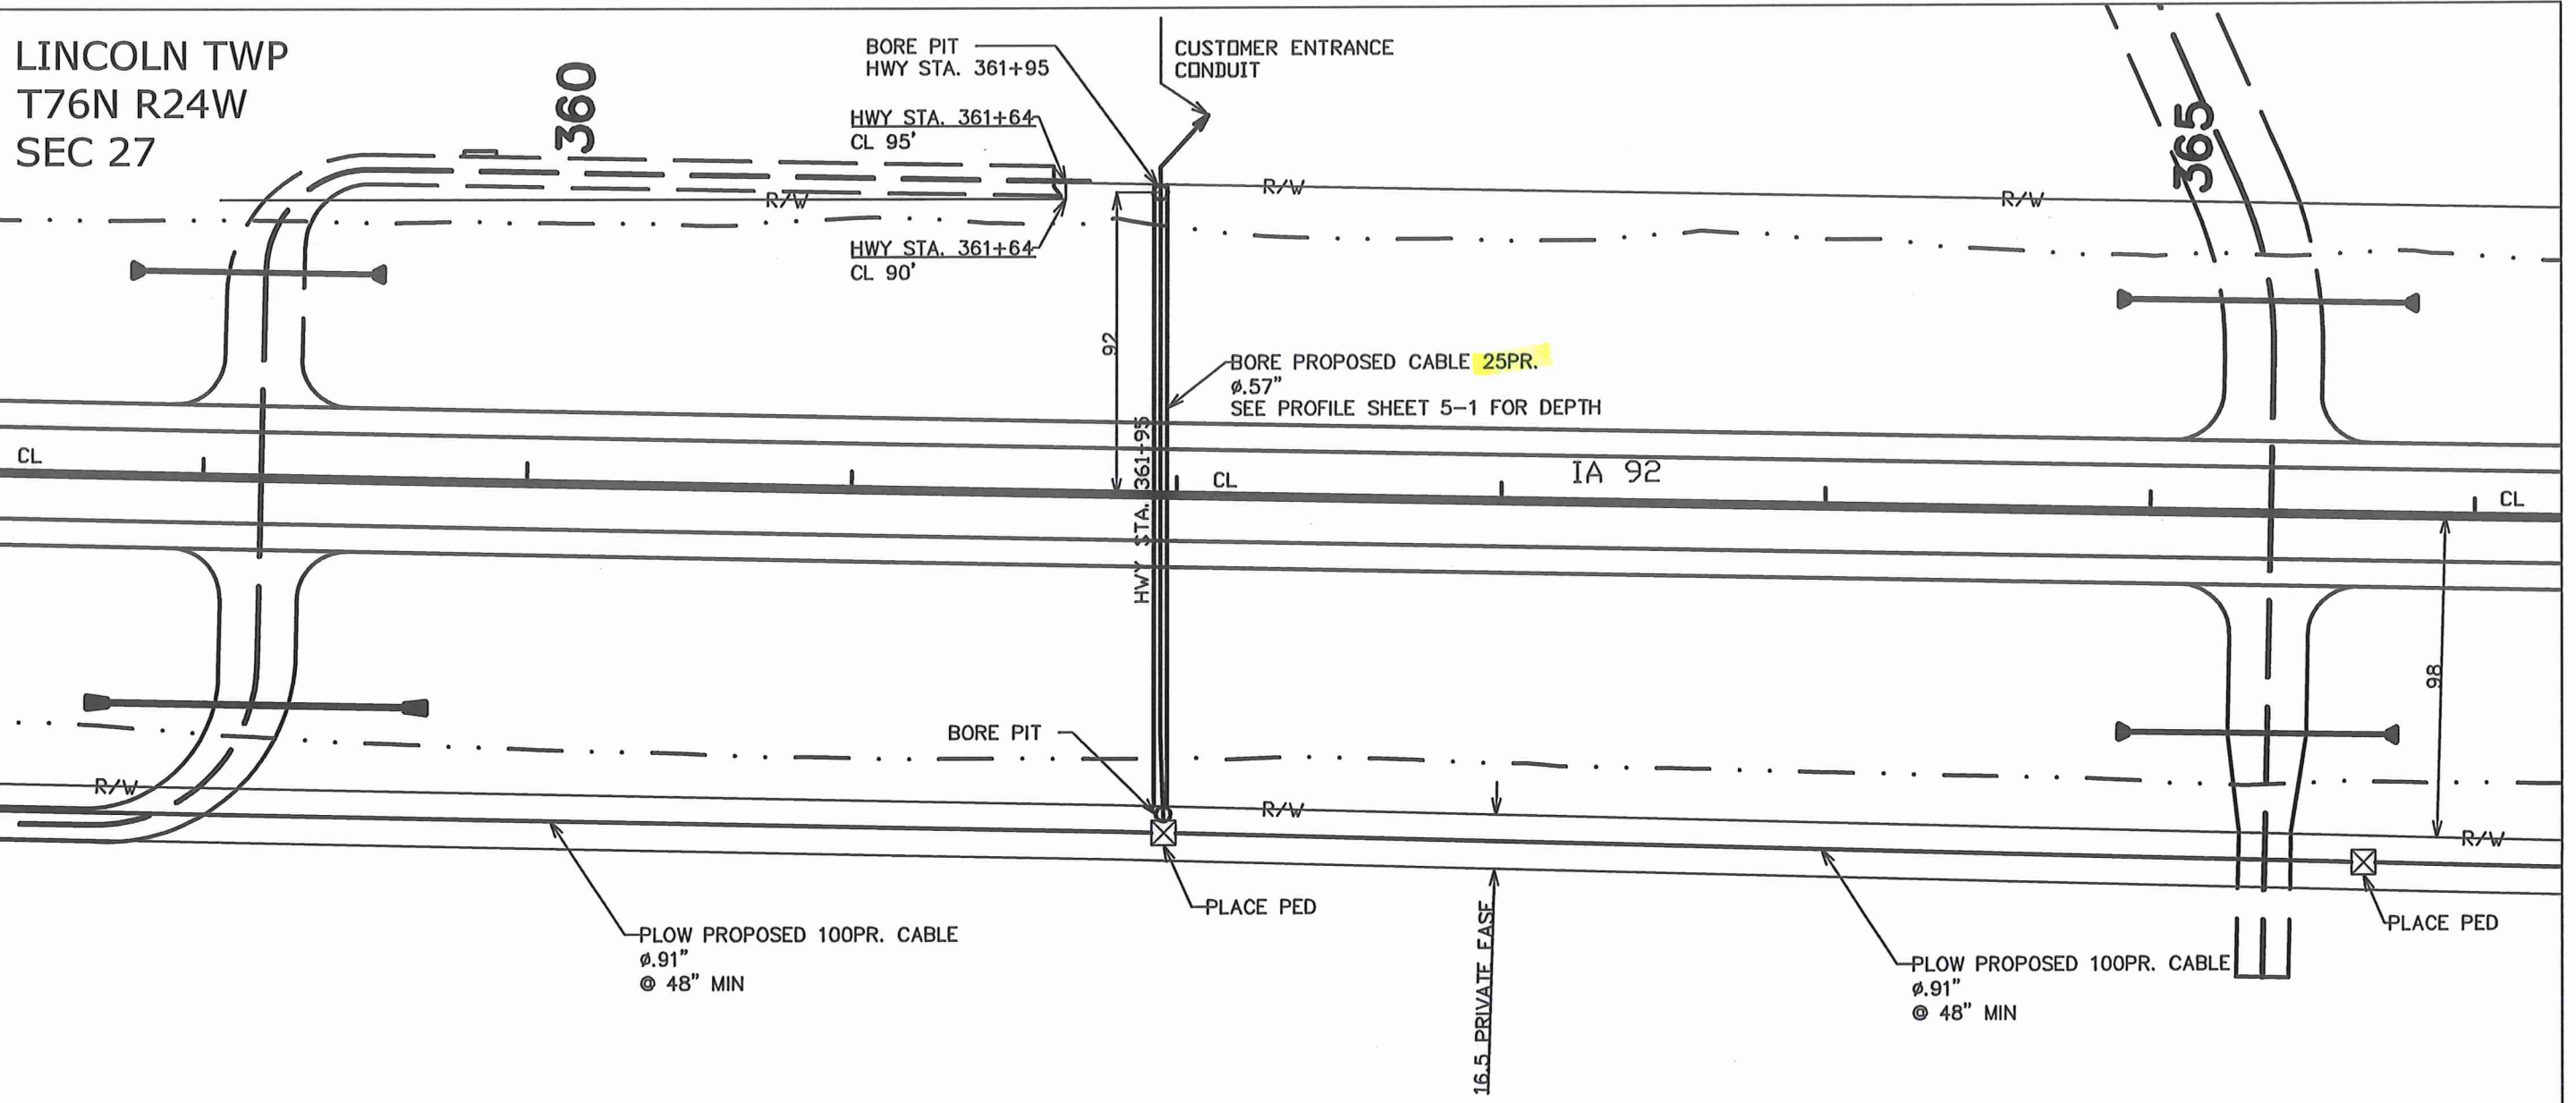 LINCOLN TWP
T76N R24W
SEC 27
360
BORE PIT
HWY STA. 361+95
CUSTOMER ENTRANCE
CONDUIT
HWY STA. 361+64
CL 95'
HWY STA. 361+64
CL 90'
365
R/W
R/W
R/W
92
BORE PROPOSED CABLE 25PR.
ø.57"
SEE PROFILE SHEET 5-1 FOR DEPTH
HWY STA. 361+95
CL
CL
IA 92
CL
98
BORE PIT
R/W
R/W
R/W
PLACE PED
PLACE PED
PLOW PROPOSED 100PR. CABLE
ø.91"
@ 48" MIN
16.5 PRIVATE EASE
PLOW PROPOSED 100PR. CABLE
ø.91"
@ 48" MIN